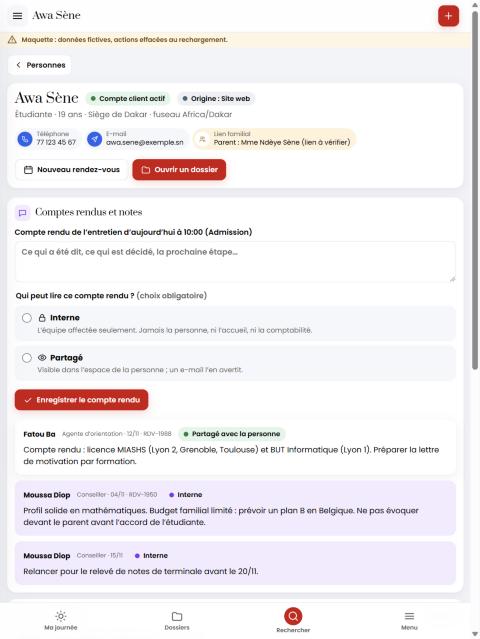 Awa Sène
Maquette : données fictives, actions effacées au rechargement.
Personnes
Awa Sène
Compte client actif
Origine : Site web
Étudiante · 19 ans · Siège de Dakar · fuseau Africa/Dakar
Téléphone
77 123 45 67
E-mail
awa.sene@exemple.sn
Lien familial
Parent : Mme Ndèye Sène (lien à vérifier)
Nouveau rendez-vous
Ouvrir un dossier
Comptes rendus et notes
Compte rendu de l'entretien d'aujourd'hui à 10:00 (Admission)
Ce qui a été dit, ce qui est décidé, la prochaine étape...
Qui peut lire ce compte rendu ? (choix obligatoire)
Interne
L'équipe affectée seulement. Jamais la personne, ni l'accueil, ni la comptabilité.
Partagé
Visible dans l'espace de la personne ; un e-mail l'en avertit.
Enregistrer le compte rendu
Fatou Ba Agente d'orientation · 12/11 · RDV-1988 Partagé avec la personne
Compte rendu : licence MIASHS (Lyon 2, Grenoble, Toulouse) et BUT Informatique (Lyon 1). Préparer la lettre
de motivation par formation.
Moussa Diop Conseiller · 04/11 · RDV-1950 Interne
Profil solide en mathématiques. Budget familial limité : prévoir un plan B en Belgique. Ne pas évoquer
devant le parent avant l'accord de l'étudiante.
Moussa Diop Conseiller · 15/11 Interne
Relancer pour le relevé de notes de terminale avant le 20/11.
Ma journée
Dossiers
Rechercher
Menu